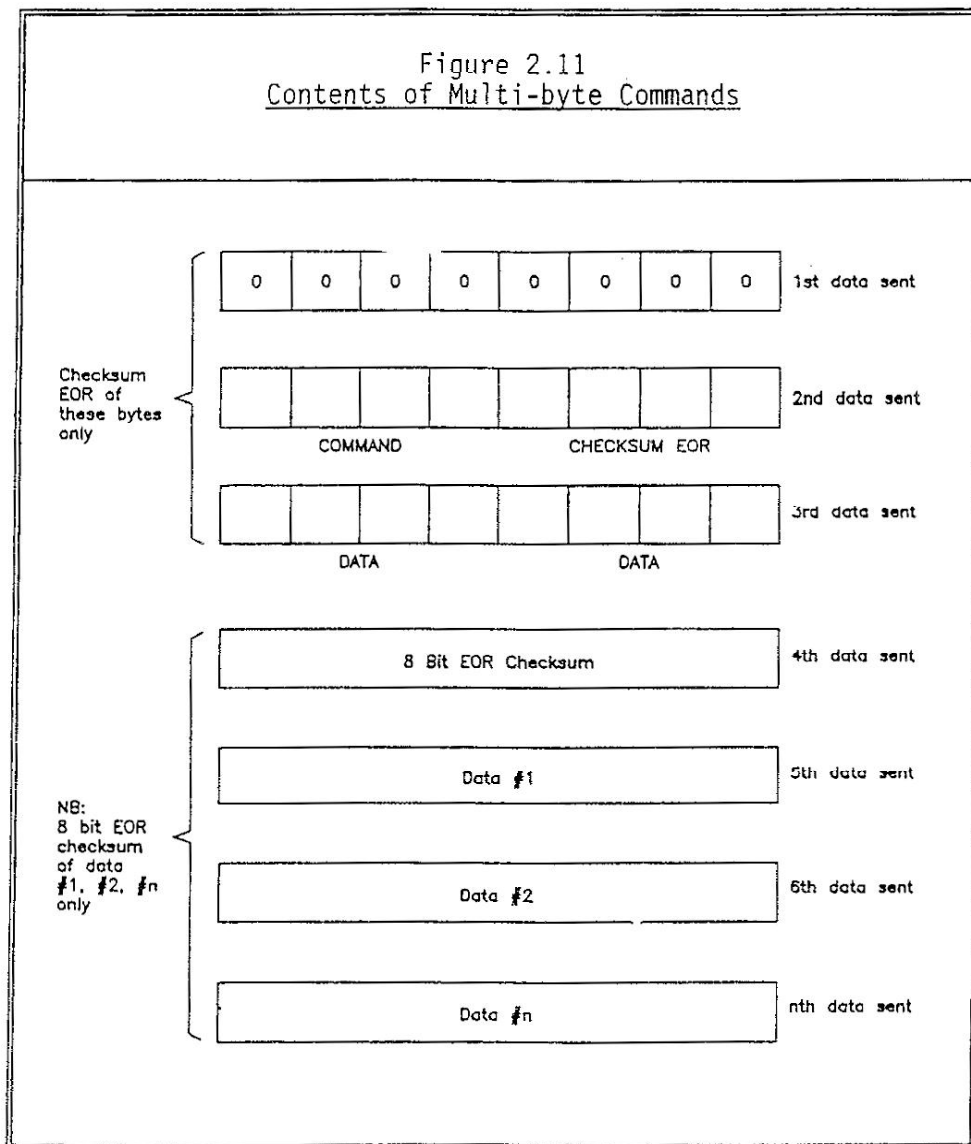 Figure 2.11
Contents of Multi-byte Commands
0 0 0 0 0 0 0 0 1st data sent
Checksum
EOR of
these bytes
only
2nd data sent
COMMAND CHECKSUM EOR
3rd data sent
DATA DATA
8 Bit EOR Checksum 4th data sent
Data #1 5th data sent
NB:
8 bit EOR
checksum
of data
#1, #2, #n
only
Data #2 6th data sent
Data #n nth data sent